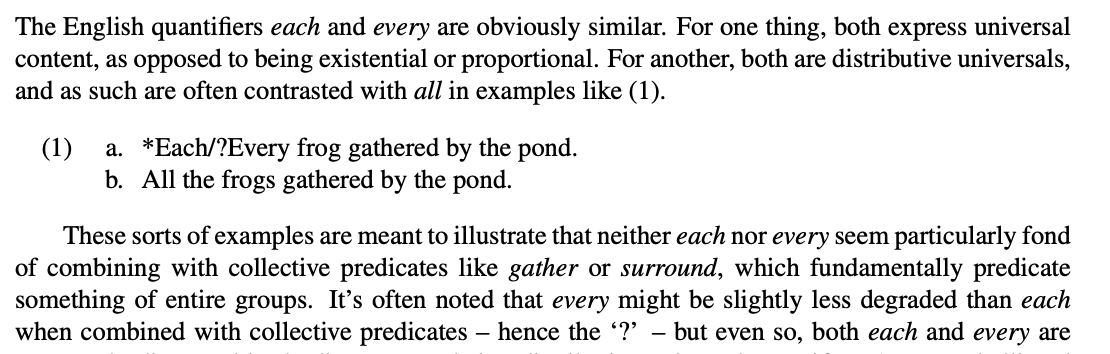 The English quantifiers each and every are obviously similar. For one thing, both express universal
content, as opposed to being existential or proportional. For another, both are distributive universals,
and as such are often contrasted with all in examples like (1).
(1) a. *Each/?Every frog gathered by the pond.
b. All the frogs gathered by the pond.
These sorts of examples are meant to illustrate that neither each nor every seem particularly fond
of combining with collective predicates like gather or surround, which fundamentally predicate
something of entire groups. It’s often noted that every might be slightly less degraded than each
when combined with collective predicates – hence the ‘?’ – but even so, both each and every are